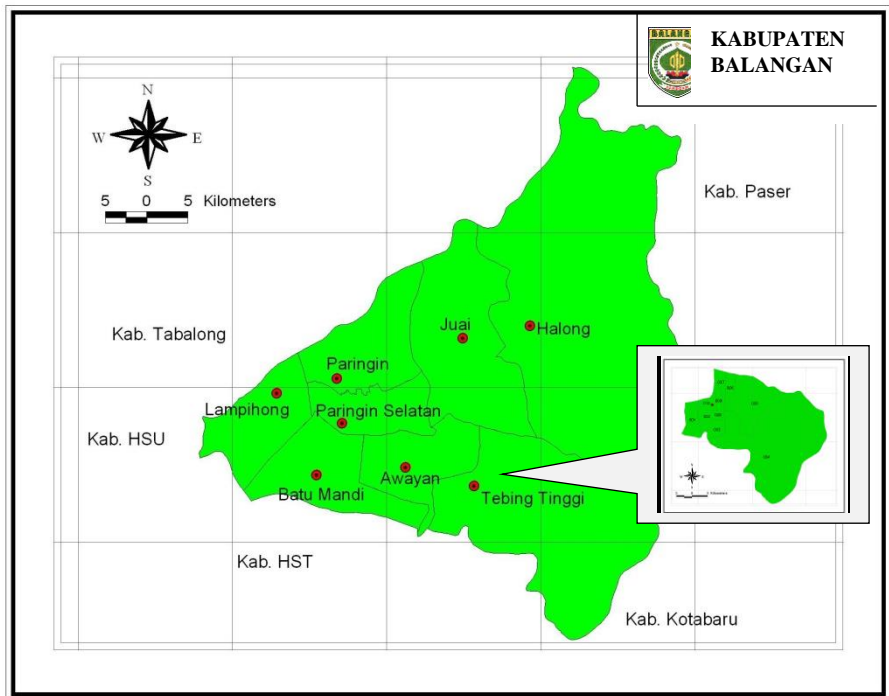 KABUPATEN
BALANGAN
N
W E
S
5 0 5 Kilometers
Kab. Paser
Kab. Tabalong
Juai
Halong
Paringin
Lampihong
Paringin Selatan
Kab. HSU
Awayan
Batu Mandi
Tebing Tinggi
Kab. HST
Kab. Kotabaru